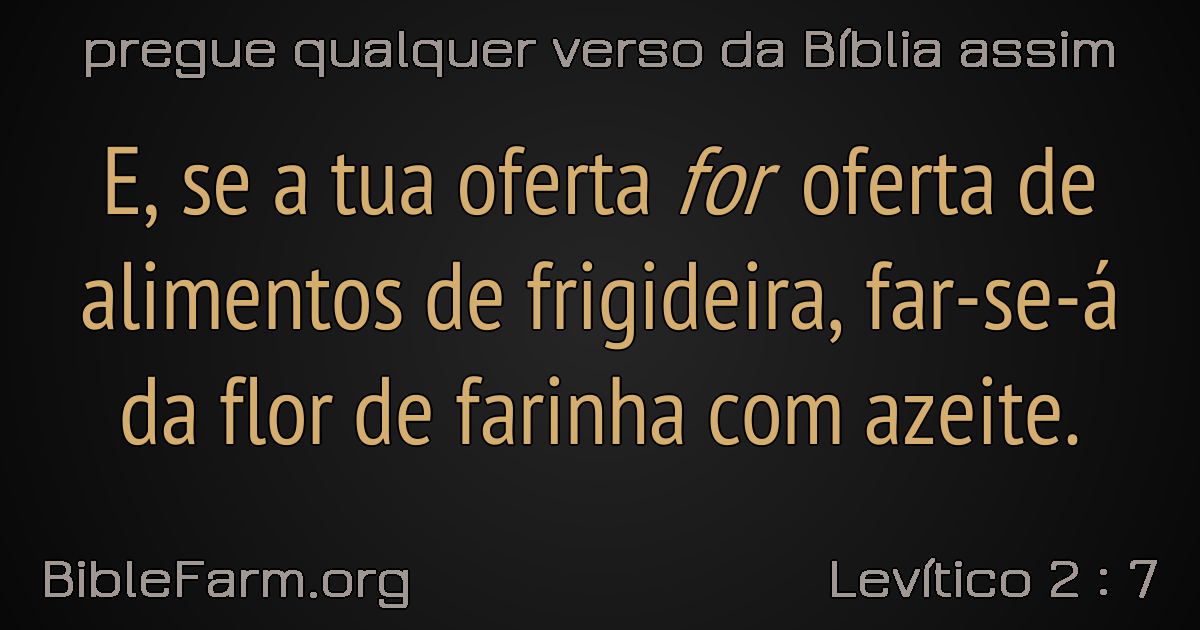 pregue qualquer verso da Bíblia assim
E, se a tua oferta for oferta de
alimentos de frigideira, far-se-á
da flor de farinha com azeite.
BibleFarm.org
Levítico 2 : 7